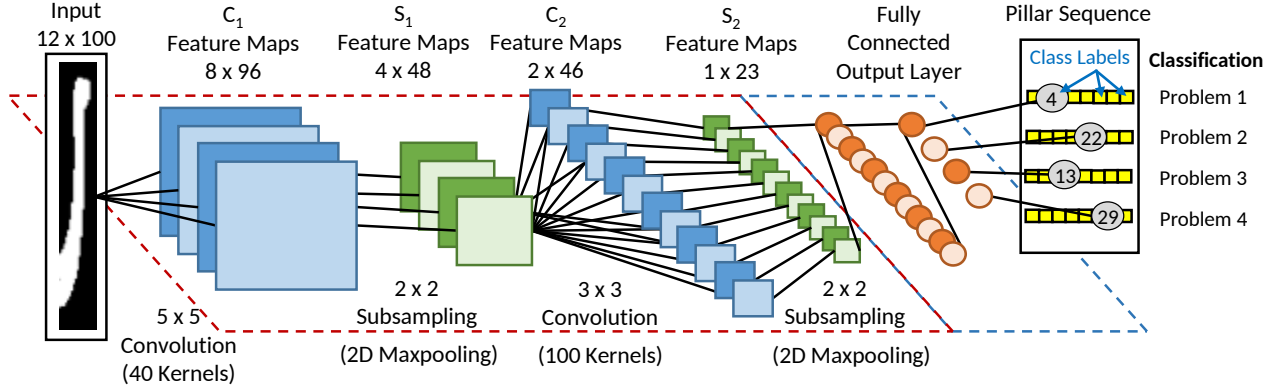 Input
12 x 100
C1
Feature Maps
8 x 96
S1
Feature Maps
4 x 48
C2
Feature Maps
2 x 46
S2
Feature Maps
1 x 23
Fully
Connected
Output Layer
Pillar Sequence
Class Labels
Classification
4
Problem 1
22
Problem 2
13
Problem 3
29
Problem 4
5 x 5
Convolution
(40 Kernels)
2 x 2
Subsampling
(2D Maxpooling)
3 x 3
Convolution
(100 Kernels)
2 x 2
Subsampling
(2D Maxpooling)